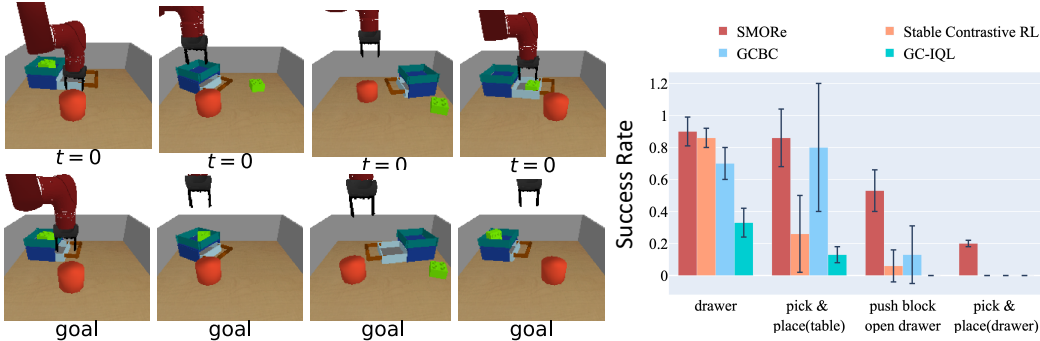 t = 0
t = 0
t = 0
t = 0
goal
goal
goal
goal
SMORe
Stable Contrastive RL
GCBC
GC-IQL
Success Rate
1.2
1
0.8
0.6
0.4
0.2
0
drawer
pick &
place(table)
push block
open drawer
pick &
place(drawer)